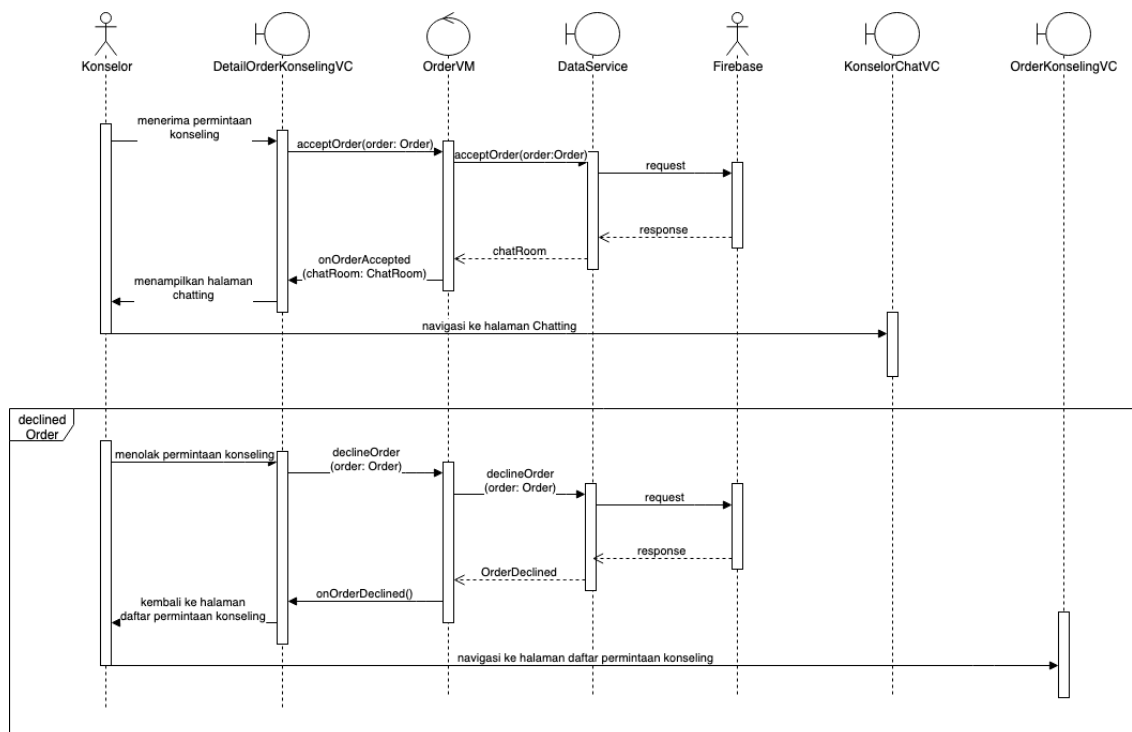 Konselor
DetailOrderKonselingVC
OrderVM
DataService
Firebase
KonselorChatVC
OrderKonselingVC
menerima permintaan
konseling
acceptOrder(order: Order)
acceptOrder(order:Order)
request
response
chatRoom
onOrderAccepted
(chatRoom: ChatRoom)
menampilkan halaman
chatting
navigasi ke halaman Chatting
declined
Order
menolak permintaan konseling
declineOrder
(order: Order)
declineOrder
(order: Order)
request
response
OrderDeclined
onOrderDeclined()
kembali ke halaman
daftar permintaan konseling
navigasi ke halaman daftar permintaan konseling